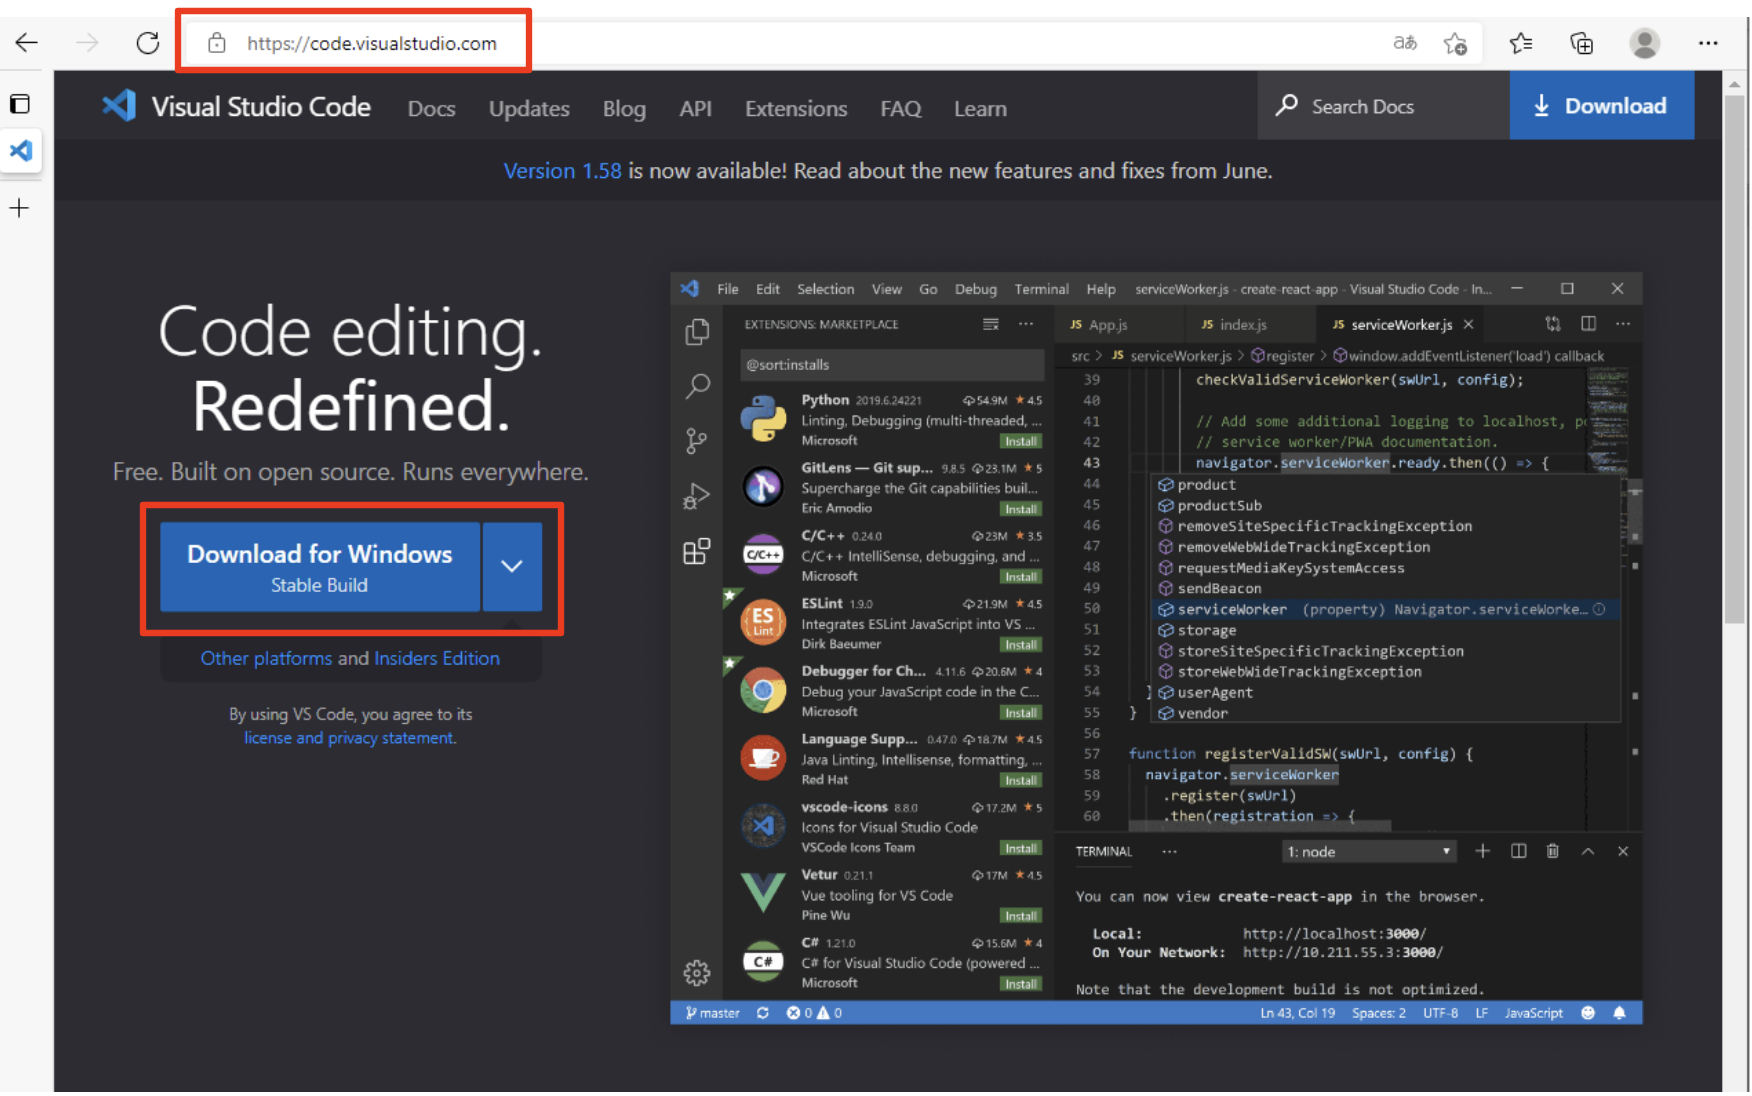 https://code.visualstudio.com
aあ
Visual Studio Code Docs Updates Blog API Extensions FAQ Learn
Search Docs
Download
Version 1.58 is now available! Read about the new features and fixes from June.
Code editing.
Redefined.
Free. Built on open source. Runs everywhere.
Download for Windows
Stable Build
Other platforms and Insiders Edition
By using VS Code, you agree to its
license and privacy statement.
File Edit Selection View Go Debug Terminal Help serviceWorker.js - create-react-app - Visual Studio Code - In...
EXTENSIONS: MARKETPLACE
@sort:installs
Python 2019.6.24221 54.9M ★ 4.5
Linting, Debugging (multi-threaded, ...
Microsoft Install
GitLens — Git sup... 9.8.5 23.1M ★ 5
Supercharge the Git capabilities buil...
Eric Amodio Install
C/C++
C/C++ 0.24.0 23M ★ 3.5
C/C++ IntelliSense, debugging, and ...
Microsoft Install
ES
Lint
ESLint 1.9.0 21.9M ★ 4.5
Integrates ESLint JavaScript into VS ...
Dirk Baeumer Install
Debugger for Ch... 4.11.6 20.6M ★ 4
Debug your JavaScript code in the C...
Microsoft Install
Language Supp... 0.47.0 18.7M ★ 4.5
Java Linting, Intellisense, formatting, ...
Red Hat Install
vscode-icons 8.8.0 17.2M ★ 5
Icons for Visual Studio Code
VSCode Icons Team Install
Vetur 0.21.1 17M ★ 4.5
Vue tooling for VS Code
Pine Wu Install
C#
C# 1.21.0 15.6M ★ 4
C# for Visual Studio Code (powered ...
Microsoft Install
JS App.js JS index.js JS serviceWorker.js
src > JS serviceWorker.js > register > window.addEventListener('load') callback
39 checkValidServiceWorker(swUrl, config);
40
41 // Add some additional logging to localhost, p
42 // service worker/PWA documentation.
43 navigator.serviceWorker.ready.then(() => {
44 product
45 productSub
46 removeSiteSpecificTrackingException
47 removeWebWideTrackingException
48 requestMediaKeySystemAccess
49 sendBeacon
50 serviceWorker (property) Navigator.serviceWorke...
51 storage
52 storeSiteSpecificTrackingException
53 storeWebWideTrackingException
54 } userAgent
55 } vendor
56
57 function registerValidSW(swUrl, config) {
58 navigator.serviceWorker
59 .register(swUrl)
60 .then(registration => {
TERMINAL 1: node
You can now view create-react-app in the browser.
Local: http://localhost:3000/
On Your Network: http://10.211.55.3:3000/
Note that the development build is not optimized.
master 0 0 Ln 43, Col 19 Spaces: 2 UTF-8 LF JavaScript